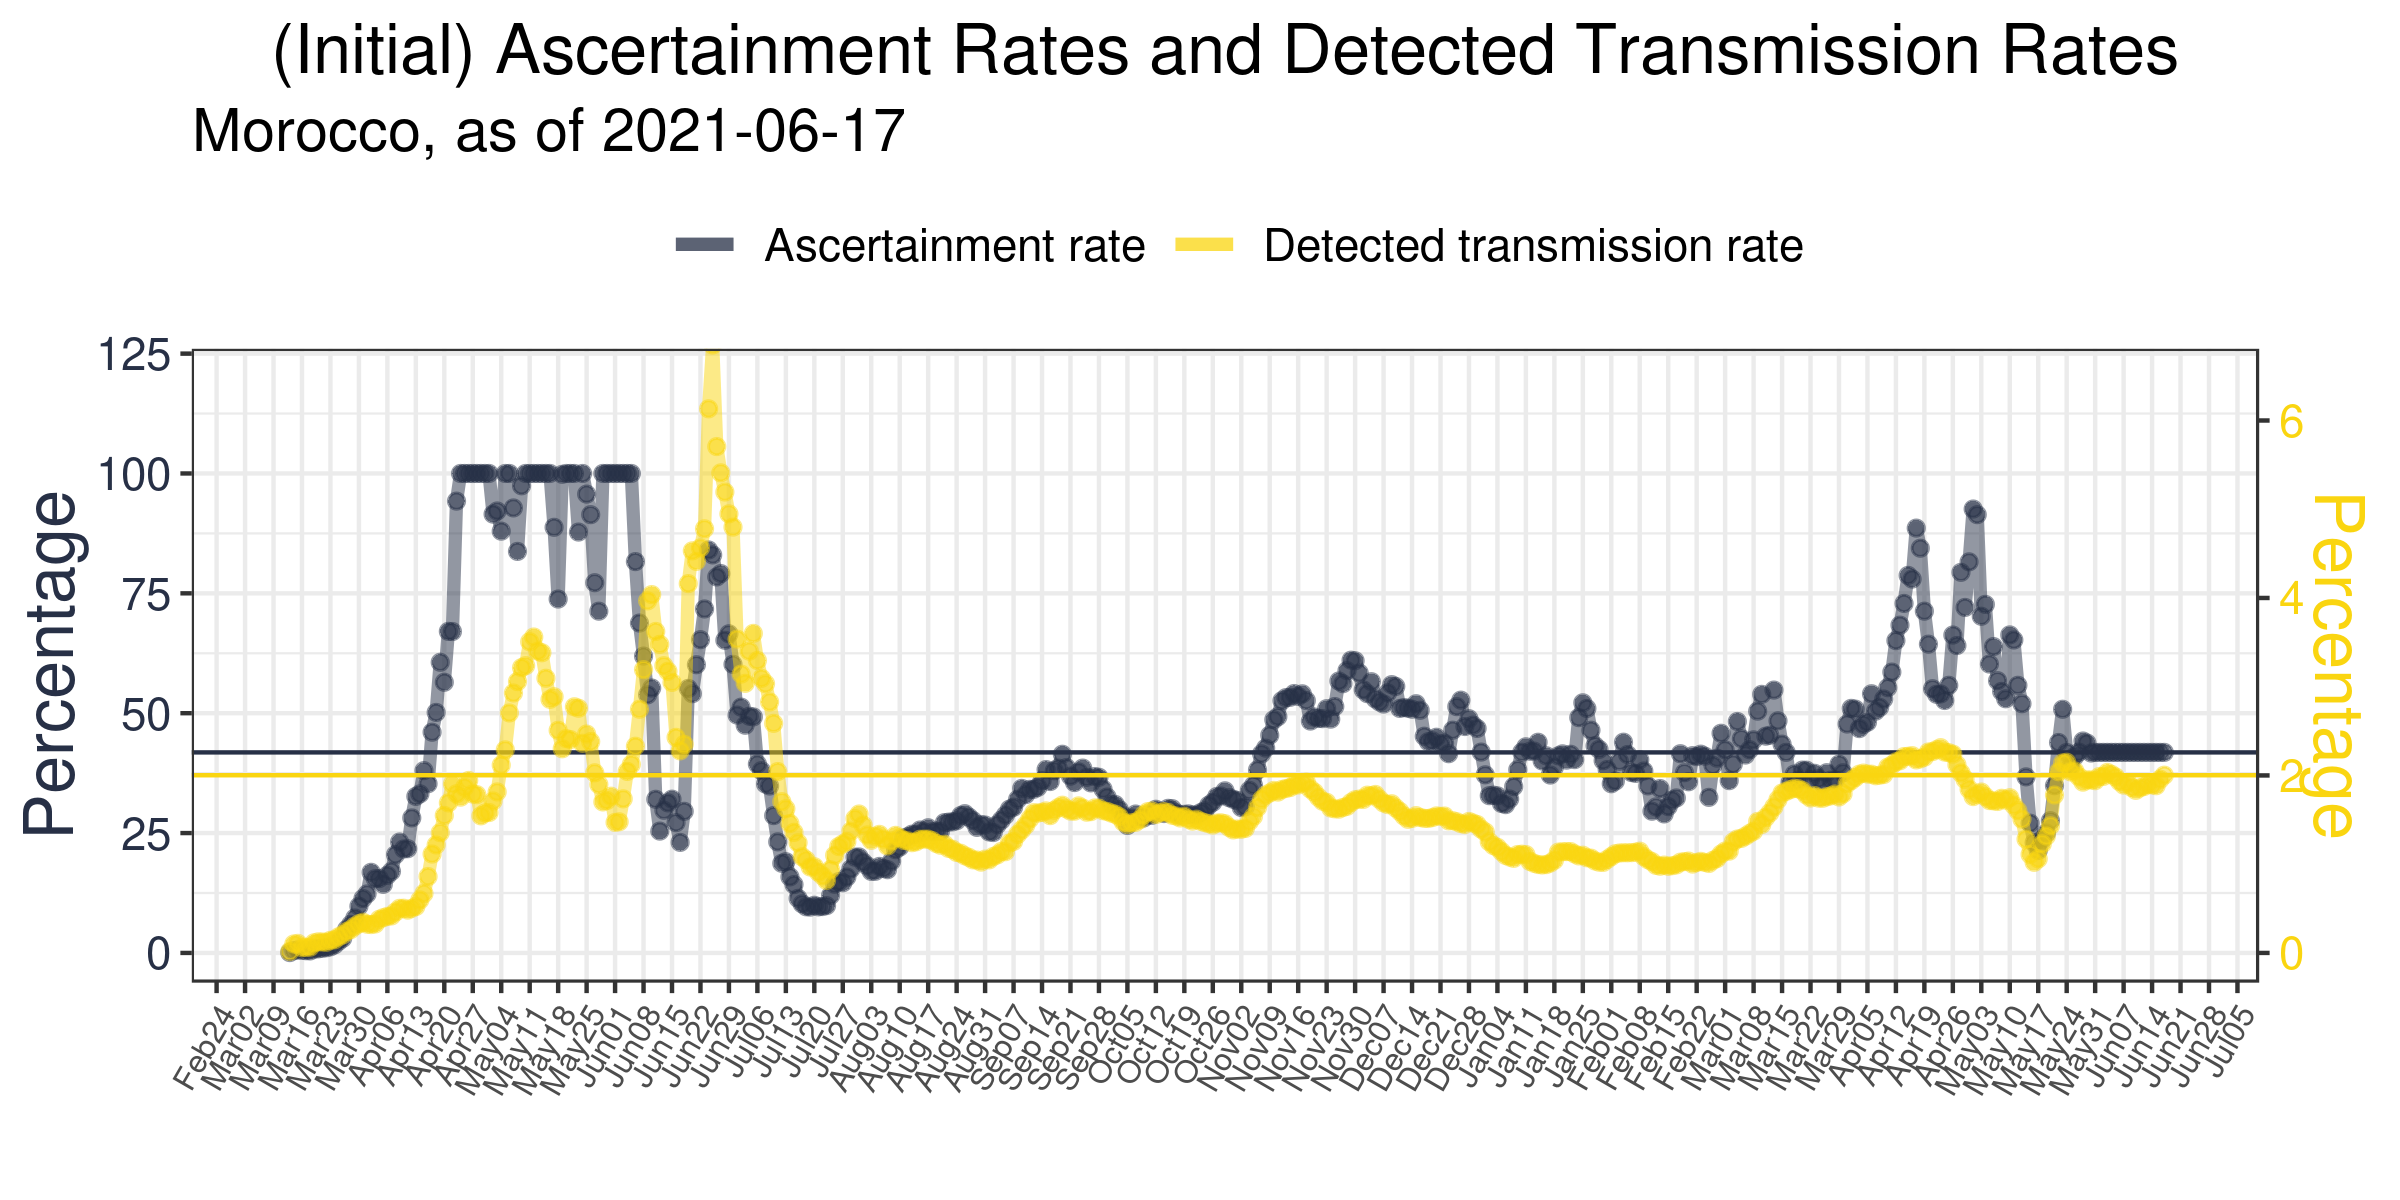 (Initial) Ascertainment Rates and Detected Transmission Rates
Morocco, as of 2021-06-17
Ascertainment rate
Detected transmission rate
125
100
75
50
25
0
Percentage
6
4
2
0
Percentage
Feb24
Mar02
Mar09
Mar16
Mar23
Mar30
Apr06
Apr13
Apr20
Apr27
May04
May11
May18
May25
Jun01
Jun08
Jun15
Jun22
Jun29
Jul06
Jul13
Jul20
Jul27
Aug03
Aug10
Aug17
Aug24
Aug31
Sep07
Sep14
Sep21
Sep28
Oct05
Oct12
Oct19
Oct26
Nov02
Nov09
Nov16
Nov23
Nov30
Dec07
Dec14
Dec21
Dec28
Jan04
Jan11
Jan18
Jan25
Feb01
Feb08
Feb15
Feb22
Mar01
Mar08
Mar15
Mar22
Mar29
Apr05
Apr12
Apr19
Apr26
May03
May10
May17
May24
May31
Jun07
Jun14
Jun21
Jun28
Jul05